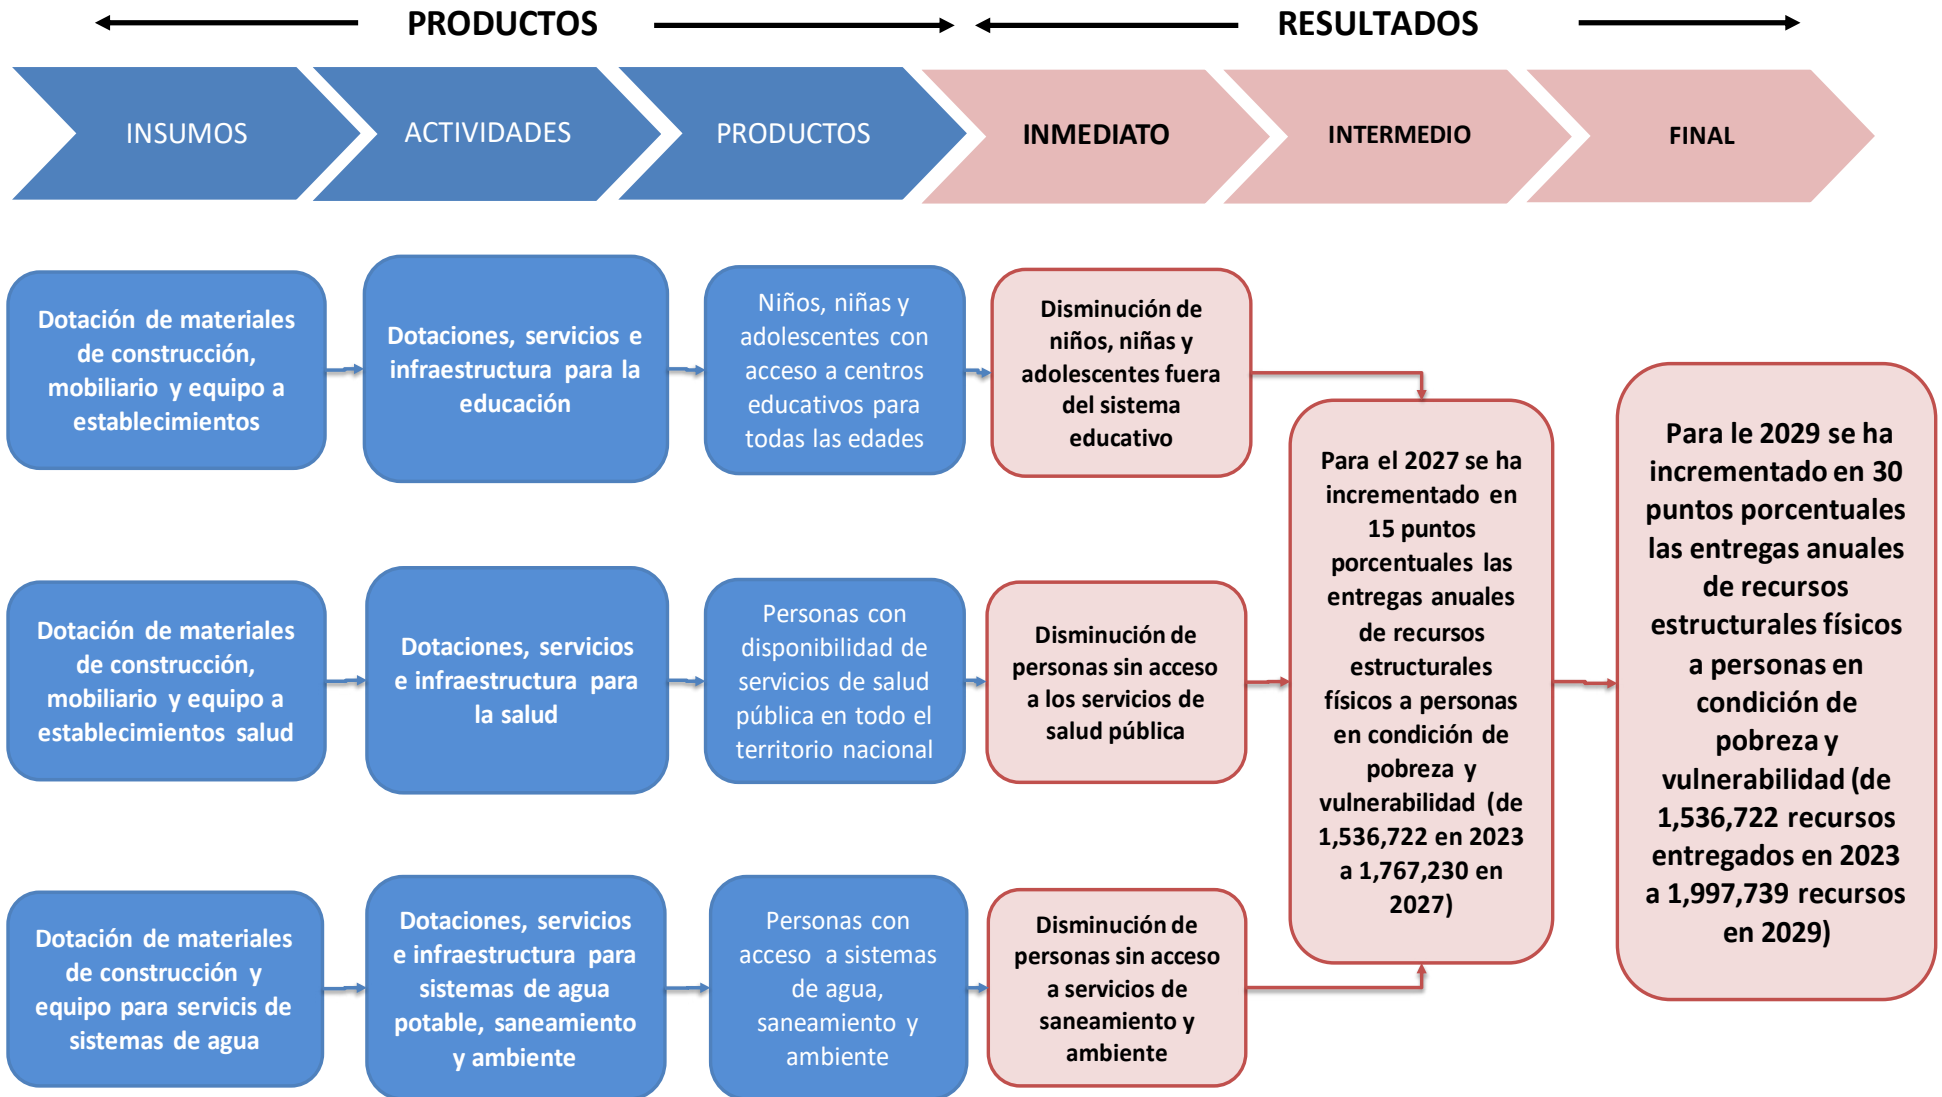 PRODUCTOS
RESULTADOS
INSUMOS
ACTIVIDADES
PRODUCTOS
INMEDIATO
INTERMEDIO
FINAL
Dotación de materiales
de construcción,
mobiliario y equipo a
establecimientos
Dotaciones, servicios e
infraestructura para la
educación
Niños, niñas y
adolescentes con
acceso a centros
educativos para
todas las edades
Disminución de
niños, niñas y
adolescentes fuera
del sistema
educativo
Dotación de materiales
de construcción,
mobiliario y equipo a
establecimientos salud
Dotaciones, servicios
e infraestructura para
la salud
Personas con
disponibilidad de
servicios de salud
pública en todo el
territorio nacional
Disminución de
personas sin acceso
a los servicios de
salud pública
Dotación de materiales
de construcción y
equipo para servicis de
sistemas de agua
Dotaciones, servicios
e infraestructura para
sistemas de agua
potable, saneamiento
y ambiente
Personas con
acceso a sistemas
de agua,
saneamiento y
ambiente
Disminución de
personas sin acceso
a servicios de
saneamiento y
ambiente
Para el 2027 se ha
incrementado en
15 puntos
porcentuales las
entregas anuales
de recursos
estructurales
físicos a personas
en condición de
pobreza y
vulnerabilidad (de
1,536,722 en 2023
a 1,767,230 en
2027)
Para le 2029 se ha
incrementado en 30
puntos porcentuales
las entregas anuales
de recursos
estructurales físicos
a personas en
condición de
pobreza y
vulnerabilidad (de
1,536,722 recursos
entregados en 2023
a 1,997,739 recursos
en 2029)